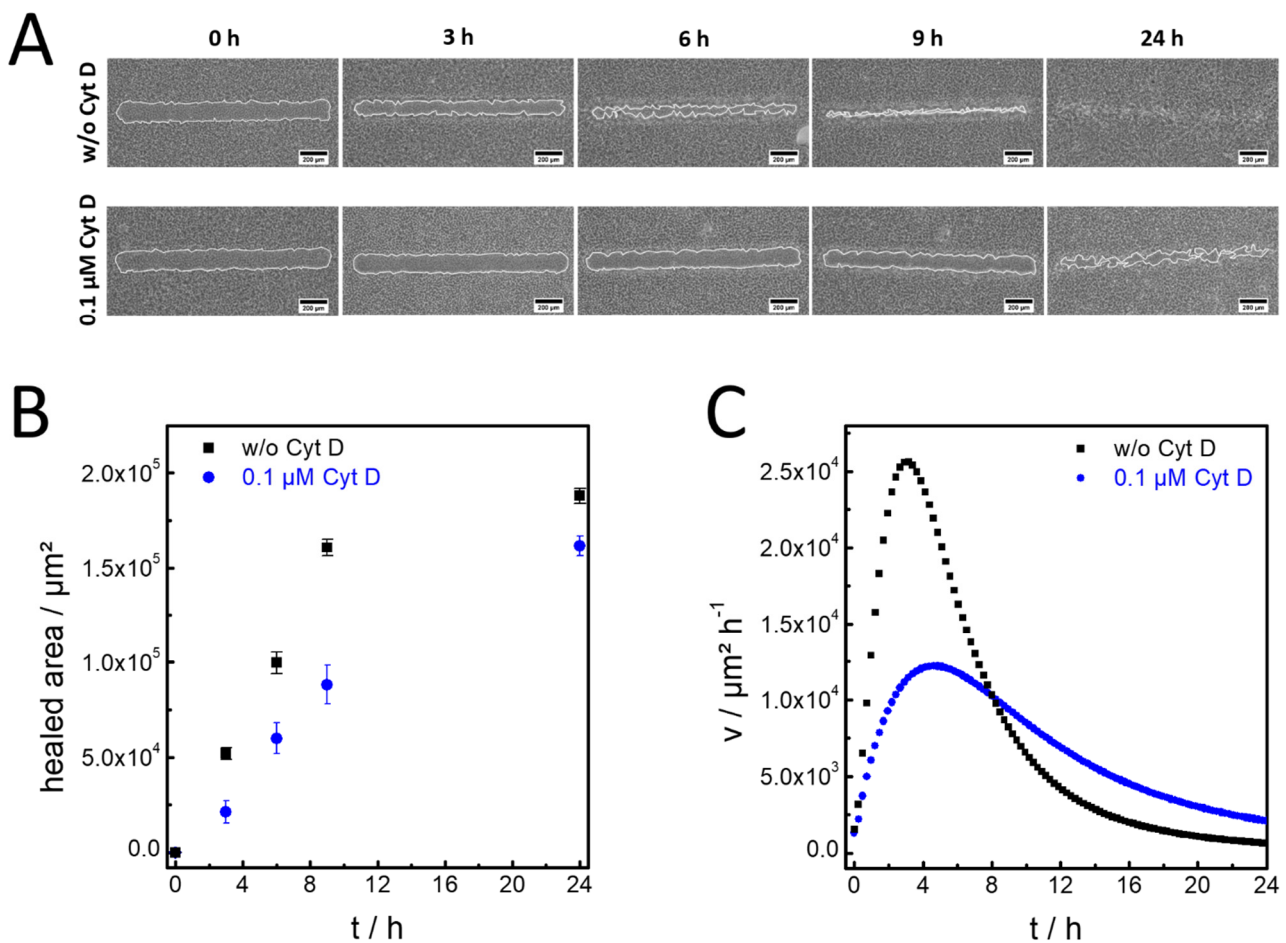 A
0 h 3 h 6 h 9 h 24 h
w/o Cyt D
200 µm 200 µm 200 µm 200 µm 200 µm
0.1 µM Cyt D
200 µm 200 µm 200 µm 200 µm 200 µm
B
w/o Cyt D
0.1 µM Cyt D
healed area / µm²
2.0x10⁵
1.5x10⁵
1.0x10⁵
5.0x10⁴
0.0
0 4 8 12 16 20 24
t / h
C
w/o Cyt D
0.1 µM Cyt D
v / µm² h⁻¹
2.5x10⁴
2.0x10⁴
1.5x10⁴
1.0x10⁴
5.0x10³
0.0
0 4 8 12 16 20 24
t / h